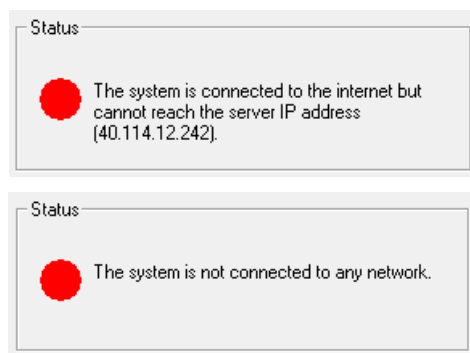 Status
The system is connected to the internet but
cannot reach the server IP address
(40.114.12.242).
Status
The system is not connected to any network.